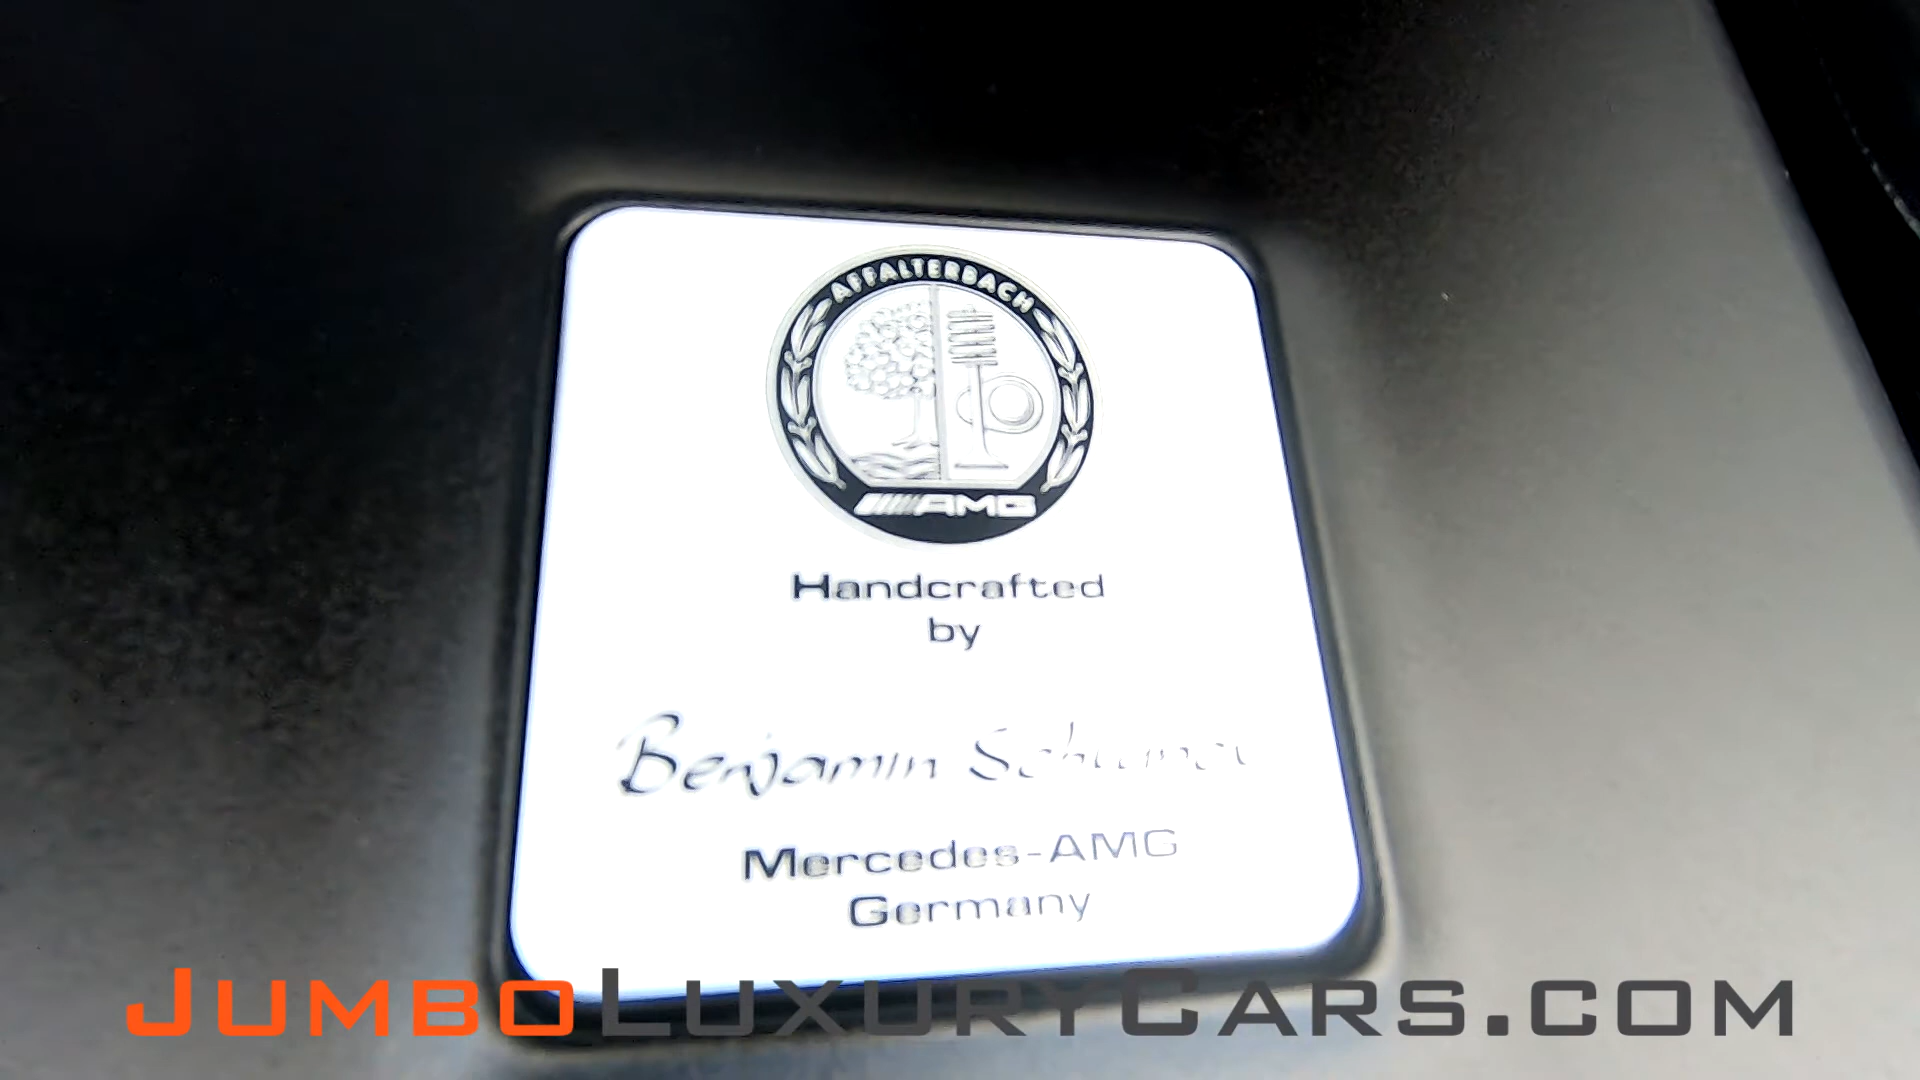 AFFALTERBACH
AMG
Handcrafted
by
Benjamin
Mercedes-AMG
Germany
JUMBOLUXURYCARS.COM